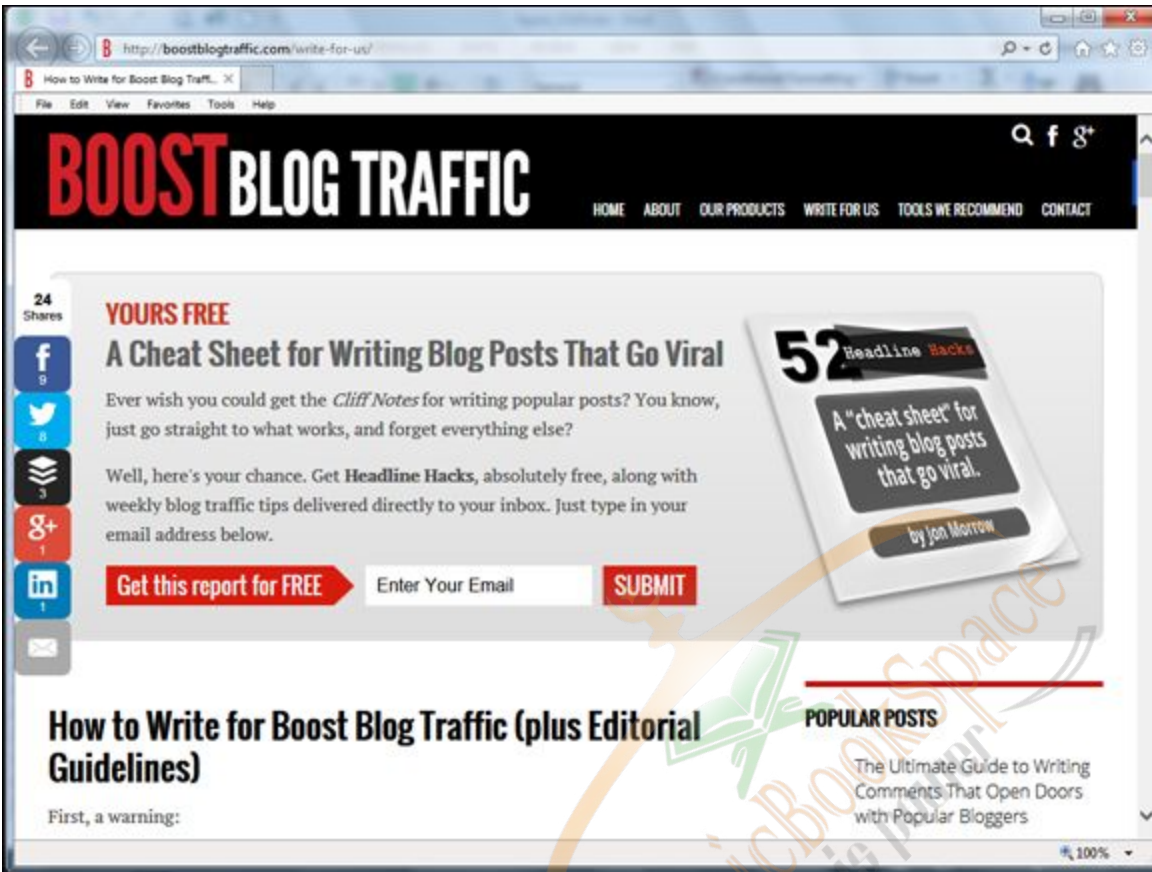 http://boostblogtraffic.com/write-for-us/
How to Write for Boost Blog Traff...
File Edit View Favorites Tools Help
BOOST BLOG TRAFFIC
HOME ABOUT OUR PRODUCTS WRITE FOR US TOOLS WE RECOMMEND CONTACT
24
Shares
9
8
3
1
1
YOURS FREE
A Cheat Sheet for Writing Blog Posts That Go Viral
Ever wish you could get the Cliff Notes for writing popular posts? You know,
just go straight to what works, and forget everything else?
Well, here's your chance. Get Headline Hacks, absolutely free, along with
weekly blog traffic tips delivered directly to your inbox. Just type in your
email address below.
Get this report for FREE Enter Your Email SUBMIT
52 Headline Hacks
A "cheat sheet" for
writing blog posts
that go viral.
by Jon Morrow
How to Write for Boost Blog Traffic (plus Editorial
Guidelines)
First, a warning:
POPULAR POSTS
The Ultimate Guide to Writing
Comments That Open Doors
with Popular Bloggers
100%